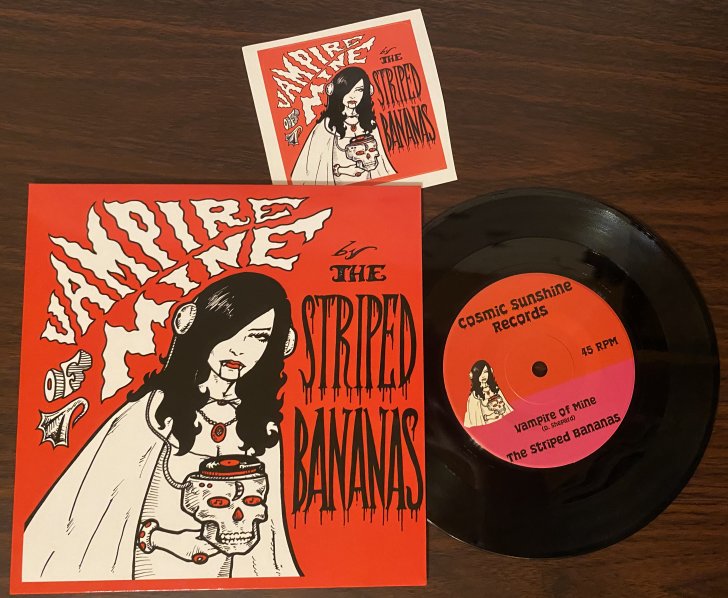 VAMPIRE
OF MINE
by
THE
STRIPED
BANANAS
VAMPIRE
OF MINE
by
THE
STRIPED
BANANAS
Cosmic Sunshine
Records
45 RPM
Vampire Of Mine
(D. Shepherd)
The Striped Bananas